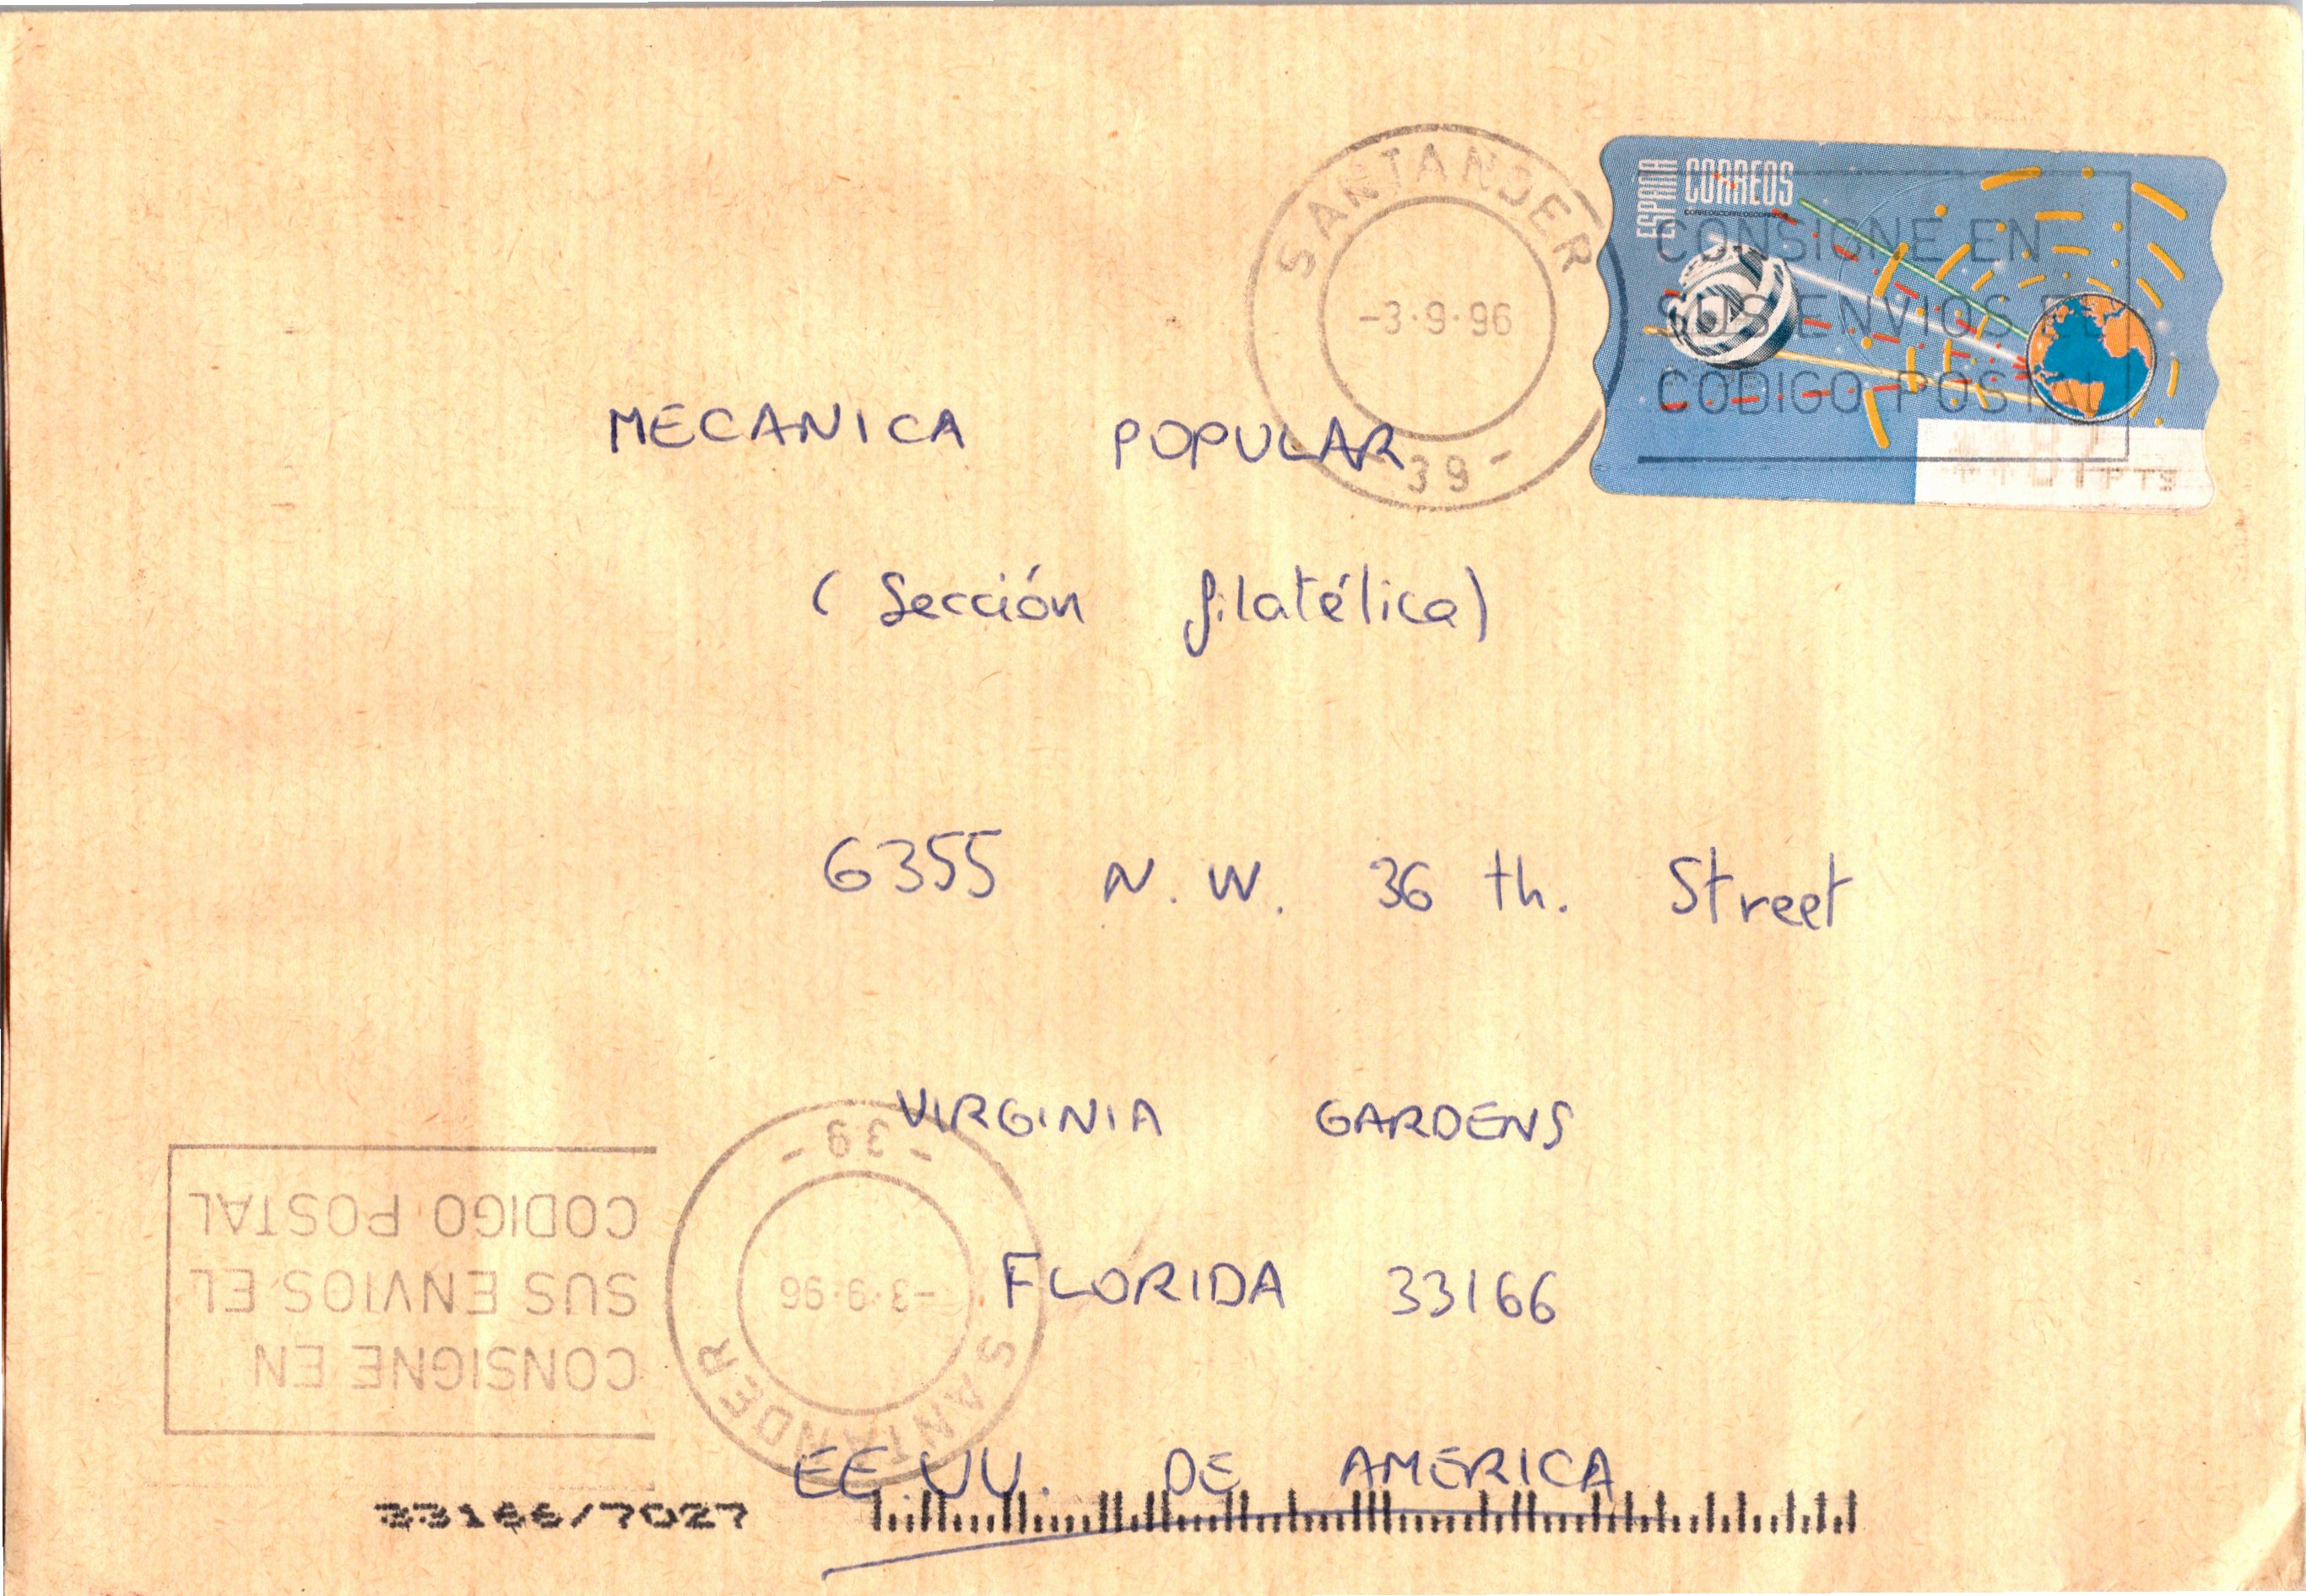 SANTANDER
-3·9·96
- 39 -
ESPAÑA
CORREOS
CORREOSCORREOSCORREOS
CONSIGNE EN
SUS ENVIOS EL
CODIGO POSTAL
PTS
MECANICA POPULAR
(Sección filatélica)
6355 N.W. 36 th. Street
VIRGINIA GARDENS
FLORIDA 33166
EE.UU. DE AMERICA
CONSIGNE EN
SUS ENVIOS EL
CODIGO POSTAL
SANTANDER
-3·9·96
- 39 -
33166/7027